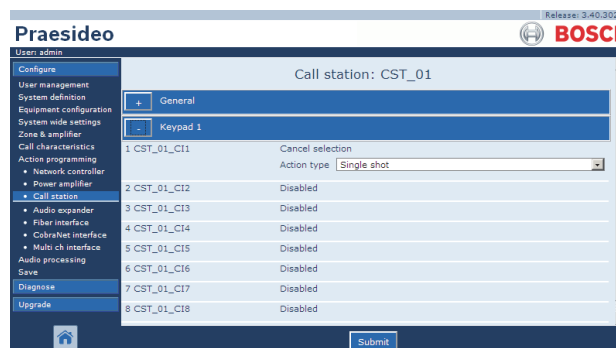 Release: 3.40.302
Praesideo
BOSCH
User: admin
Configure
User management
System definition
Equipment configuration
System wide settings
Zone & amplifier
Call characteristics
Action programming
• Network controller
• Power amplifier
• Call station
• Audio expander
• Fiber interface
• CobraNet interface
• Multi ch interface
Audio processing
Save
Diagnose
Upgrade
Call station: CST_01
+ General
- Keypad 1
1 CST_01_CI1 Cancel selection
Action type Single shot
2 CST_01_CI2 Disabled
3 CST_01_CI3 Disabled
4 CST_01_CI4 Disabled
5 CST_01_CI5 Disabled
6 CST_01_CI6 Disabled
7 CST_01_CI7 Disabled
8 CST_01_CI8 Disabled
Submit